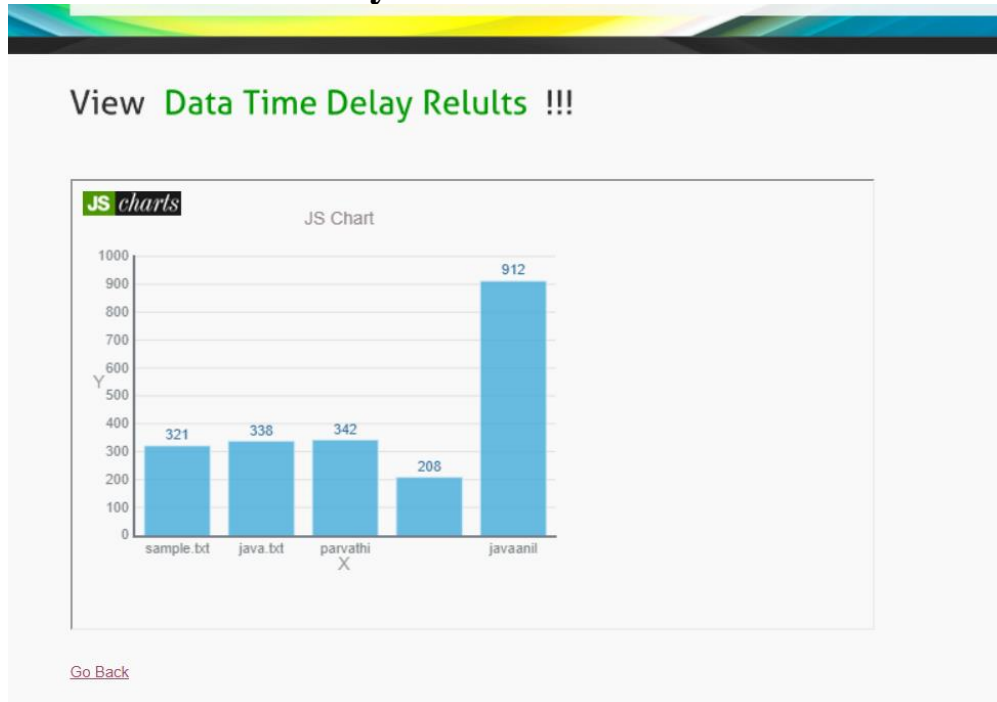 View Data Time Delay Relults !!!
JS charts
JS Chart
1000
900
800
700
600
Y
500
400
300
200
100
0
321
338
342
208
912
sample.txt java.txt parvathi javaanil
X
Go Back